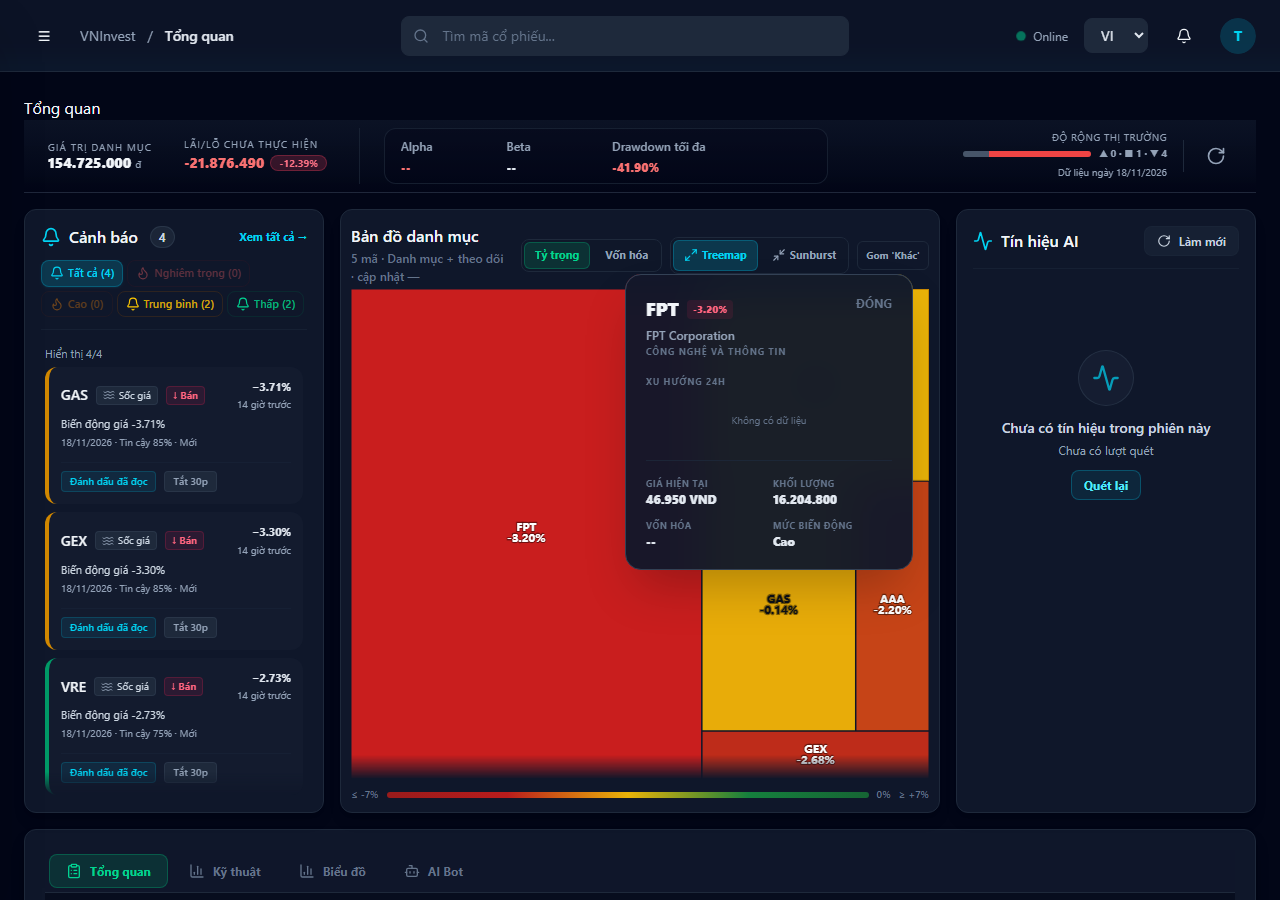 VNInvest / Tổng quan
Tìm mã cổ phiếu...
Online
VI
T
Tổng quan
GIÁ TRỊ DANH MỤC
154.725.000 đ
LÃI/LỖ CHƯA THỰC HIỆN
-21.876.490 -12.39%
Alpha
--
Beta
--
Drawdown tối đa
-41.90%
ĐỘ RỘNG THỊ TRƯỜNG
▲ 0 · ■ 1 · ▼ 4
Dữ liệu ngày 18/11/2026
Cảnh báo 4
Xem tất cả →
Tất cả (4)
Nghiêm trọng (0)
Cao (0)
Trung bình (2)
Thấp (2)
Hiển thị 4/4
GAS Sốc giá ↓ Bán
−3.71%
14 giờ trước
Biến động giá -3.71%
18/11/2026 · Tin cậy 85% · Mới
Đánh dấu đã đọc
Tắt 30p
GEX Sốc giá ↓ Bán
−3.30%
14 giờ trước
Biến động giá -3.30%
18/11/2026 · Tin cậy 85% · Mới
Đánh dấu đã đọc
Tắt 30p
VRE Sốc giá ↓ Bán
−2.73%
14 giờ trước
Biến động giá -2.73%
18/11/2026 · Tin cậy 75% · Mới
Đánh dấu đã đọc
Tắt 30p
Bản đồ danh mục
5 mã · Danh mục + theo dõi
· cập nhật —
Tỷ trọng
Vốn hóa
Treemap
Sunburst
Gom 'Khác'
FPT
-3.20%
FPT -3.20%
ĐÓNG
FPT Corporation
CÔNG NGHỆ VÀ THÔNG TIN
XU HƯỚNG 24H
Không có dữ liệu
GIÁ HIỆN TẠI
46.950 VND
KHỐI LƯỢNG
16.204.800
VỐN HÓA
--
MỨC BIẾN ĐỘNG
Cao
GAS
-0.14%
AAA
-2.20%
GEX
-2.68%
≤ -7%
0%
≥ +7%
Tín hiệu AI
Làm mới
Chưa có tín hiệu trong phiên này
Chưa có lượt quét
Quét lại
Tổng quan
Kỹ thuật
Biểu đồ
AI Bot